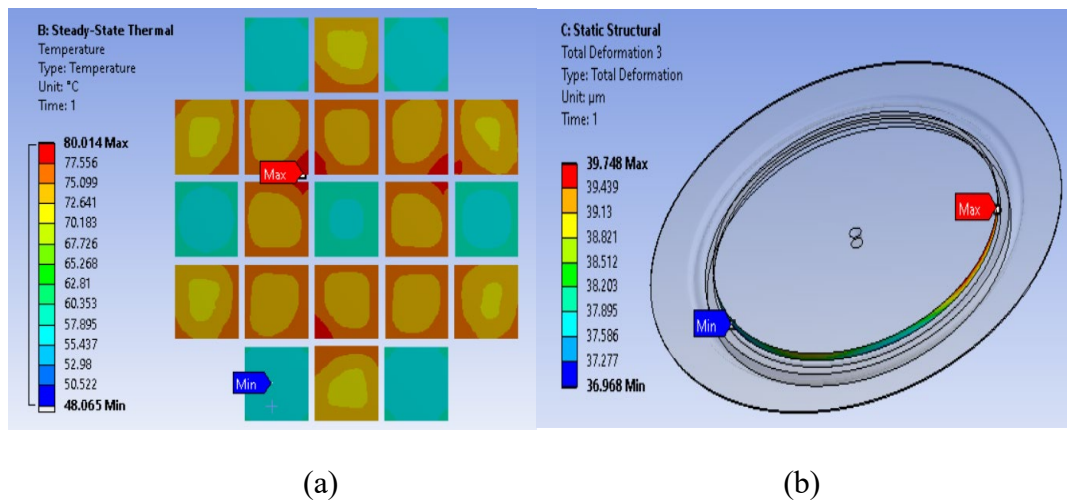 B: Steady-State Thermal
Temperature
Type: Temperature
Unit: °C
Time: 1
80.014 Max
77.556
75.099
72.641
70.183
67.726
65.268
62.81
60.353
57.895
55.437
52.98
50.522
48.065 Min
Max
Min
C: Static Structural
Total Deformation 3
Type: Total Deformation
Unit: µm
Time: 1
39.748 Max
39.439
39.13
38.821
38.512
38.203
37.895
37.586
37.277
36.968 Min
Max
Min
(a)
(b)